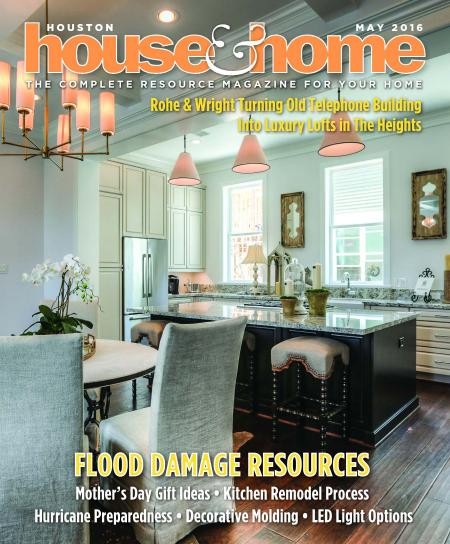 HOUSTON
MAY 2016
house&home
THE COMPLETE RESOURCE MAGAZINE FOR YOUR HOME
Rohe & Wright Turning Old Telephone Building
Into Luxury Lofts in The Heights
FLOOD DAMAGE RESOURCES
Mother's Day Gift Ideas • Kitchen Remodel Process
Hurricane Preparedness • Decorative Molding • LED Light Options